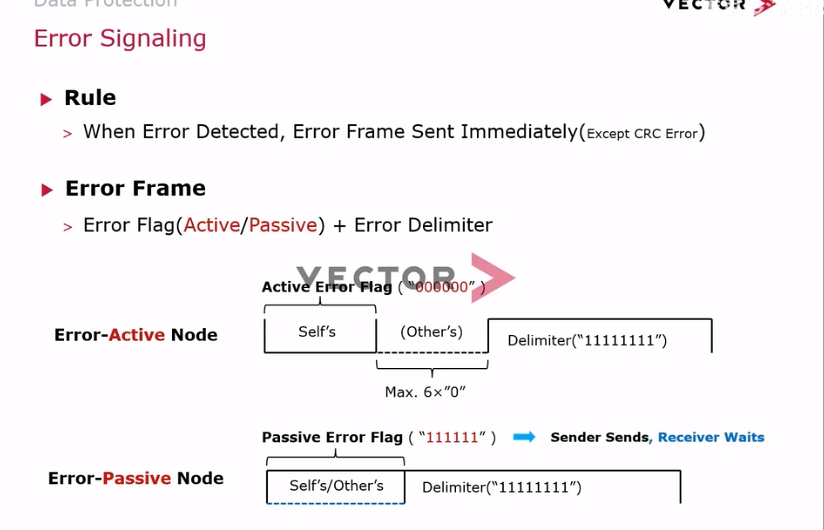 Data Protection
VECTOR
Error Signaling
Rule
> When Error Detected, Error Frame Sent Immediately(Except CRC Error)
Error Frame
> Error Flag(Active/Passive) + Error Delimiter
VECTOR
Active Error Flag ( “000000” )
Error-Active Node
Self’s
(Other’s)
Delimiter(“11111111”)
Max. 6×”0”
Passive Error Flag ( “111111” )
Sender Sends, Receiver Waits
Error-Passive Node
Self’s/Other’s
Delimiter(“11111111”)